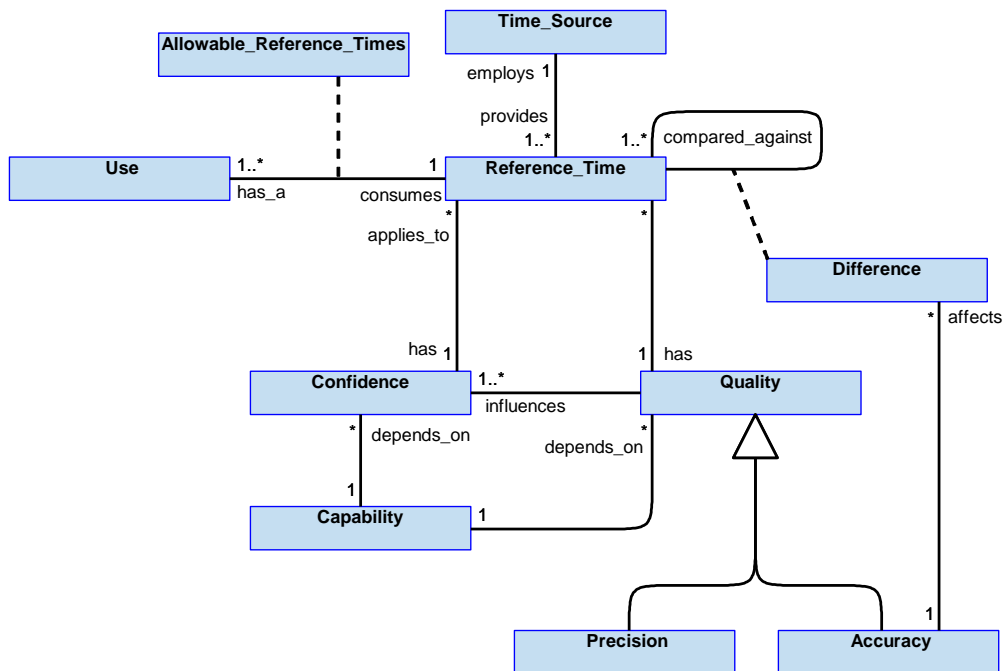 Time_Source
Allowable_Reference_Times
employs 1
provides
1..* 1..*
compared_against
Use
1..* 1
Reference_Time
has_a consumes
* *
applies_to
Difference
* affects
has 1 1 has
Confidence
1..*
Quality
influences
* depends_on
* depends_on
1
Capability
1
1
Precision
Accuracy